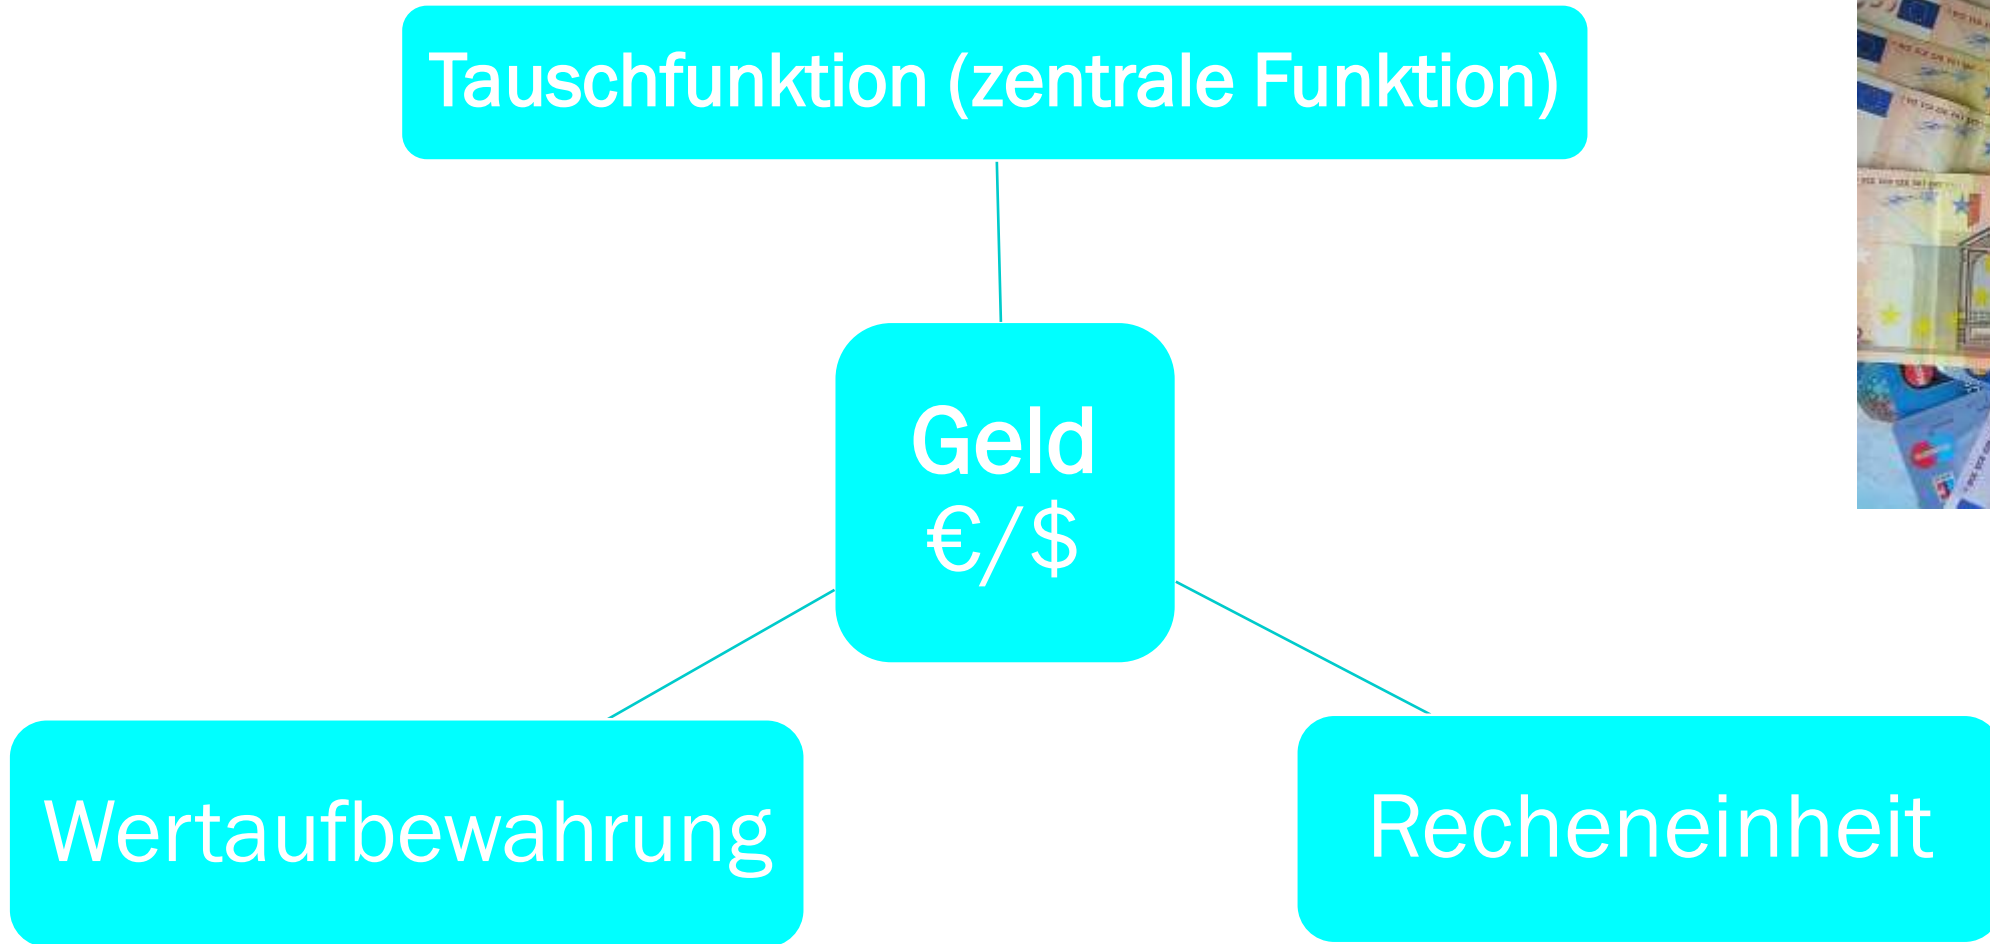 Tauschfunktion (zentrale Funktion)
Geld
€/$
Wertaufbewahrung
Recheneinheit